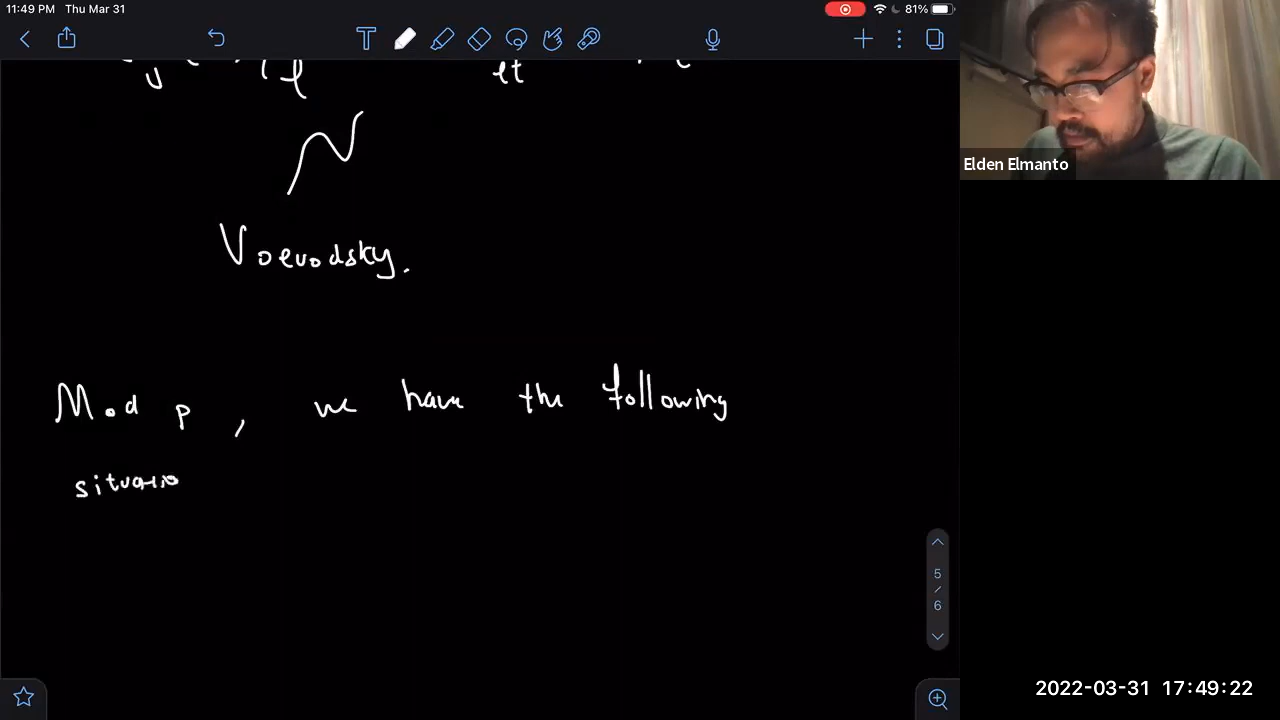 11:49 PM Thu Mar 31 81%
T
et
Voevodsky.
Mod p, we have the following
situatio
5
/
6
Elden Elmanto
2022-03-31 17:49:22